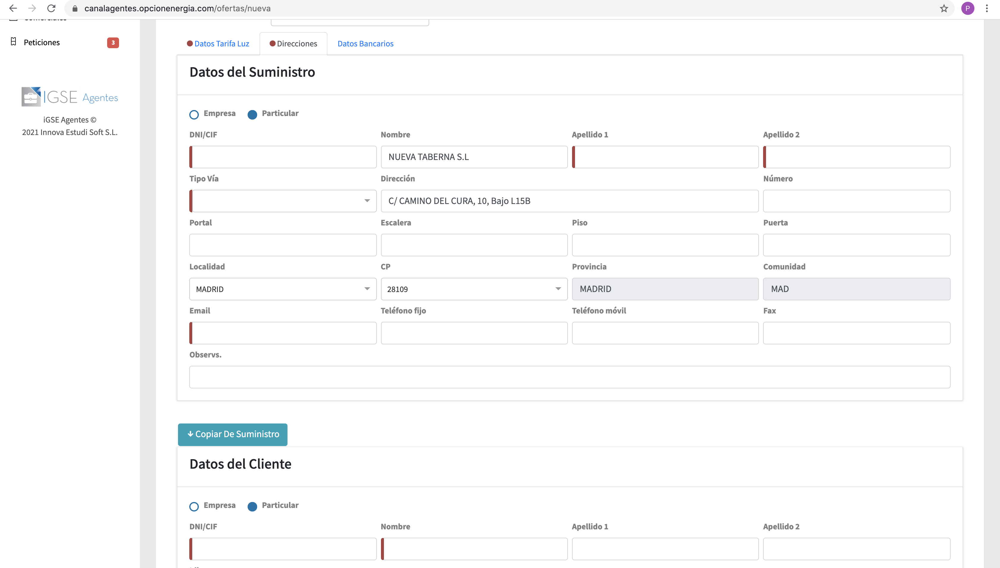 canalagentes.opcionenergia.com/ofertas/nueva
P
Peticiones
3
IGSE Agentes
iGSE Agentes ©
2021 Innova Estudi Soft S.L.
Datos Tarifa Luz
Direcciones
Datos Bancarios
Datos del Suministro
Empresa
Particular
DNI/CIF
Nombre
Apellido 1
Apellido 2
NUEVA TABERNA S.L
Tipo Vía
Dirección
Número
C/ CAMINO DEL CURA, 10, Bajo L15B
Portal
Escalera
Piso
Puerta
Localidad
CP
Provincia
Comunidad
MADRID
28109
MADRID
MAD
Email
Teléfono fijo
Teléfono móvil
Fax
Observs.
Copiar De Suministro
Datos del Cliente
Empresa
Particular
DNI/CIF
Nombre
Apellido 1
Apellido 2